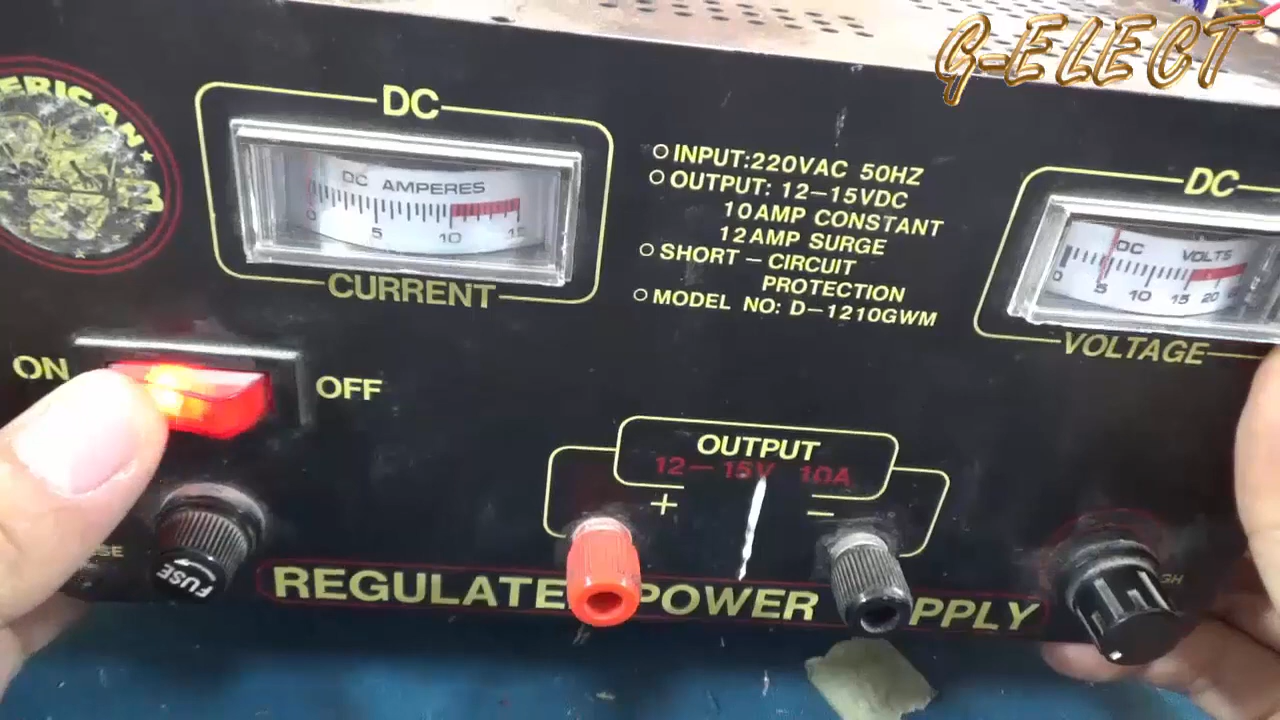 G-ELECT
ERICAN
DC
DC AMPERES
0 5 10 15
CURRENT
INPUT:220VAC 50HZ
OUTPUT: 12-15VDC
10AMP CONSTANT
12AMP SURGE
SHORT-CIRCUIT
PROTECTION
MODEL NO: D-1210GWM
DC
DC VOLTS
0 5 10 15 20
VOLTAGE
ON
OFF
OUTPUT
12-15V 10A
+ -
FUSE
REGULATE POWER PPLY